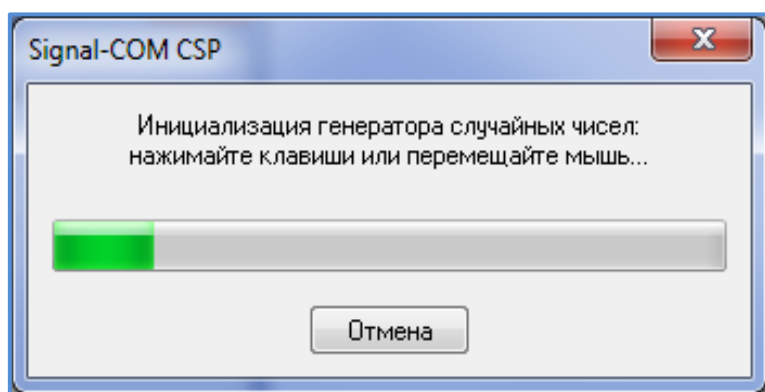 Signal-COM CSP
Инициализация генератора случайных чисел:
нажимайте клавиши или перемещайте мышь...
Отмена